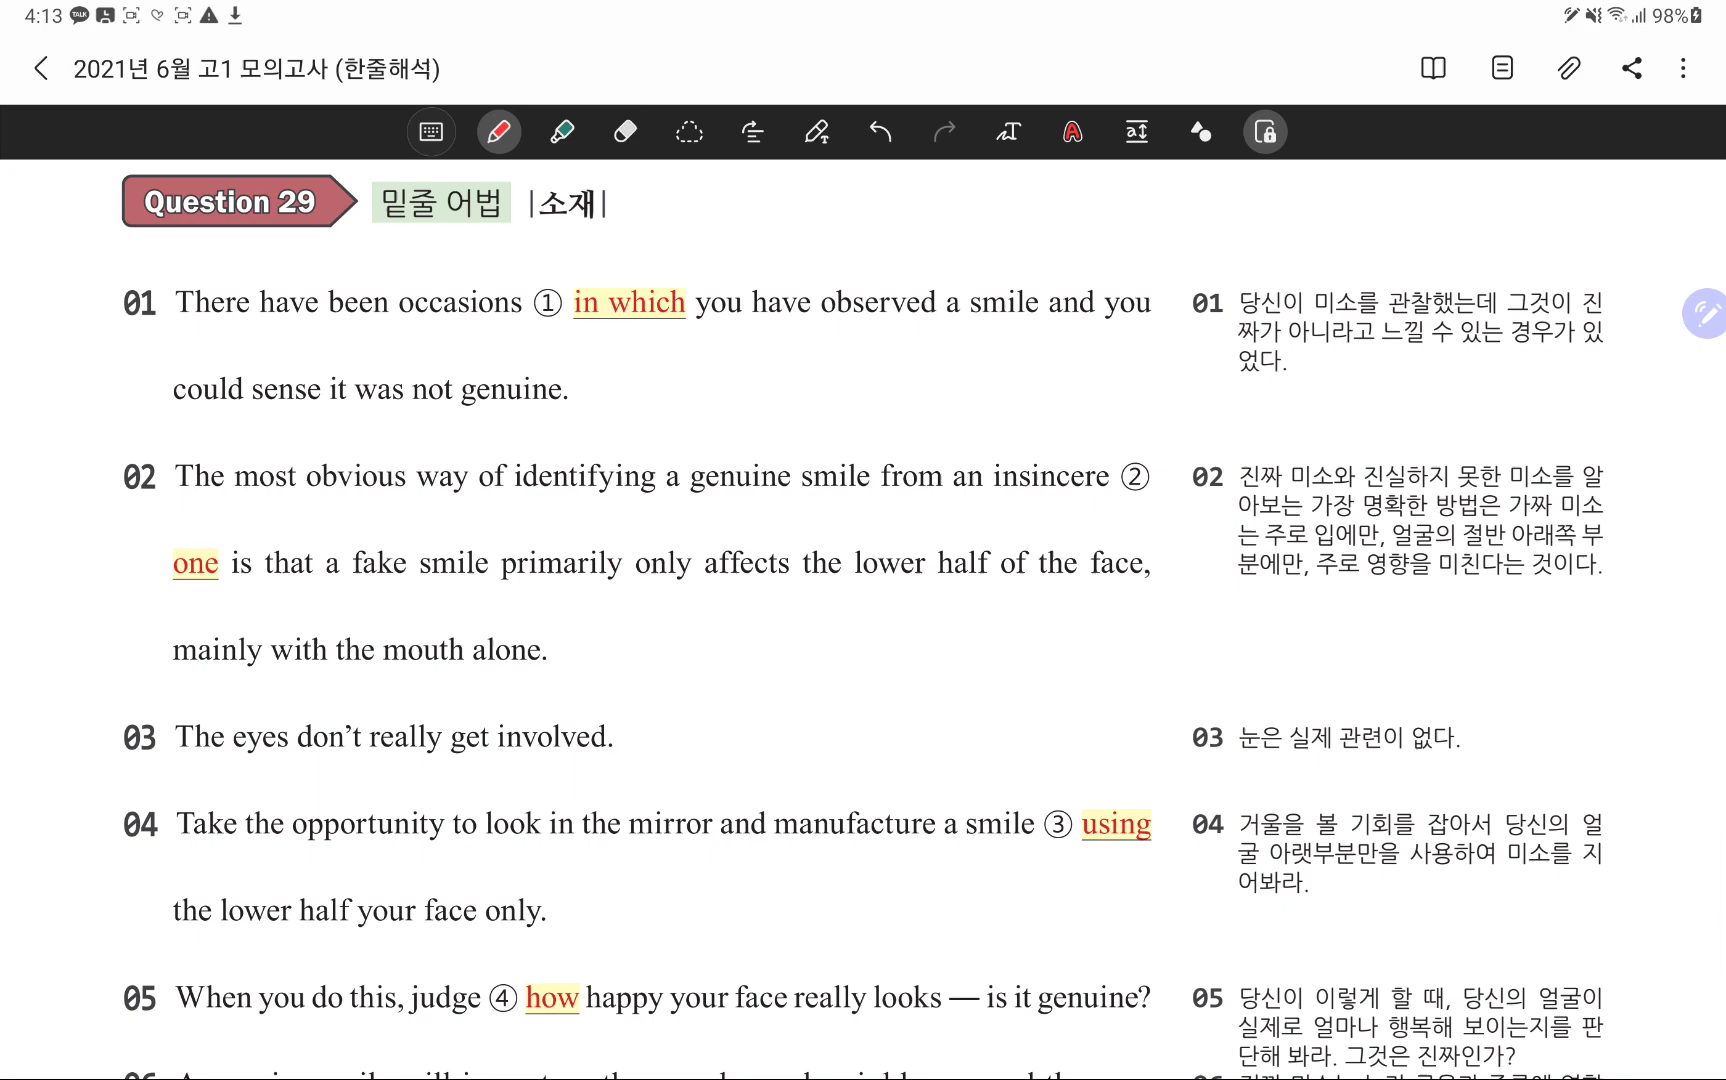 4:13
98%
2021년 6월 고1 모의고사 (한줄해석)
Question 29 밑줄 어법 |소재|
01 There have been occasions ① in which you have observed a smile and you
could sense it was not genuine.
01 당신이 미소를 관찰했는데 그것이 진
짜가 아니라고 느낄 수 있는 경우가 있
었다.
02 The most obvious way of identifying a genuine smile from an insincere ②
one is that a fake smile primarily only affects the lower half of the face,
mainly with the mouth alone.
02 진짜 미소와 진실하지 못한 미소를 알
아보는 가장 명확한 방법은 가짜 미소
는 주로 입에만, 얼굴의 절반 아래쪽 부
분에만, 주로 영향을 미친다는 것이다.
03 The eyes don’t really get involved.
03 눈은 실제 관련이 없다.
04 Take the opportunity to look in the mirror and manufacture a smile ③ using
the lower half your face only.
04 거울을 볼 기회를 잡아서 당신의 얼
굴 아랫부분만을 사용하여 미소를 지
어봐라.
05 When you do this, judge ④ how happy your face really looks — is it genuine?
05 당신이 이렇게 할 때, 당신의 얼굴이
실제로 얼마나 행복해 보이는지를 판
단해 봐라. 그것은 진짜인가?